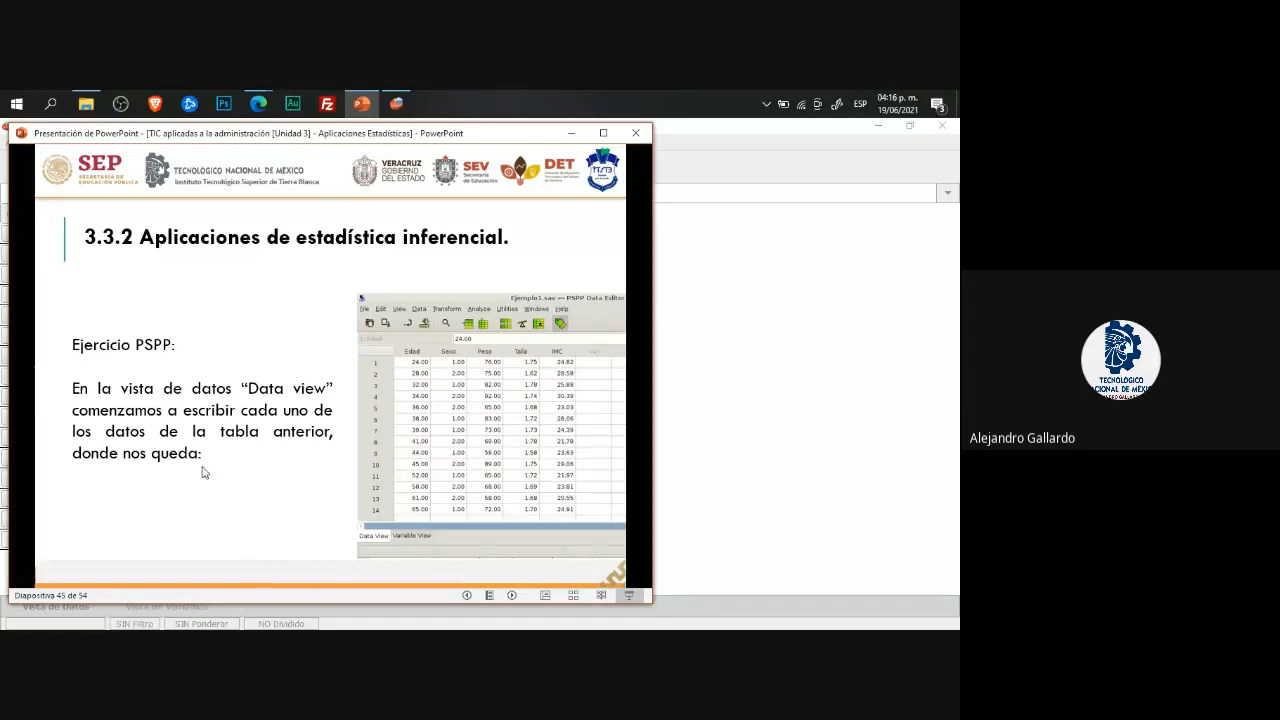 ESP
04:16 p. m.
19/06/2021
3
Presentación de PowerPoint - [TIC aplicadas a la administración [Unidad 3] - Aplicaciones Estadísticas] - PowerPoint
SEP
SECRETARÍA DE
EDUCACIÓN PÚBLICA
TECNOLÓGICO NACIONAL DE MÉXICO
Instituto Tecnológico Superior de Tierra Blanca
VERACRUZ
GOBIERNO
DEL ESTADO
SEV
Secretaría
de Educación
DET
3.3.2 Aplicaciones de estadística inferencial.
Ejercicio PSPP:
En la vista de datos “Data view”
comenzamos a escribir cada uno de
los datos de la tabla anterior,
donde nos queda:
Ejemplo1.sav — PSPP Data Editor
File Edit View Data Transform Analyze Utilities Windows Help
1: Edad 24.00
Edad Sexo Peso Talla IMC
1 24.00 1.00 76.00 1.75 24.82
2 28.00 2.00 75.00 1.62 28.58
3 32.00 1.00 82.00 1.78 25.88
4 34.00 2.00 92.00 1.74 30.39
5 36.00 2.00 65.00 1.68 23.03
6 38.00 1.00 83.00 1.72 28.06
7 39.00 1.00 73.00 1.73 24.39
8 41.00 2.00 69.00 1.78 21.78
9 44.00 1.00 59.00 1.58 23.63
10 45.00 2.00 89.00 1.75 29.06
11 52.00 1.00 65.00 1.72 21.97
12 58.00 2.00 68.00 1.69 23.81
13 61.00 2.00 58.00 1.68 20.55
14 65.00 1.00 72.00 1.70 24.91
Data View Variable View
Diapositiva 45 de 54
Vista de Datos Vista de Variables
SIN Filtro SIN Ponderar NO Dividido
TECNOLÓGICO
Alejandro Gallardo